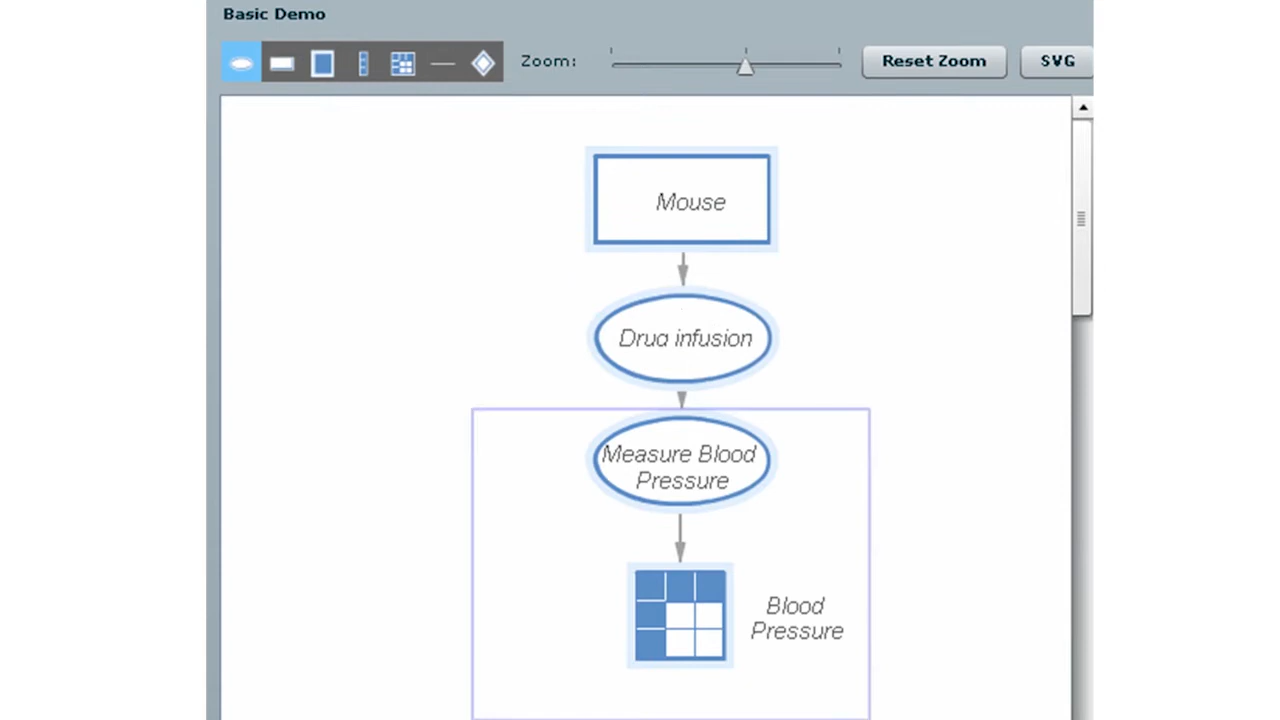 Basic Demo
Zoom:
Reset Zoom
SVG
Mouse
Drug infusion
Measure Blood
Pressure
Blood
Pressure